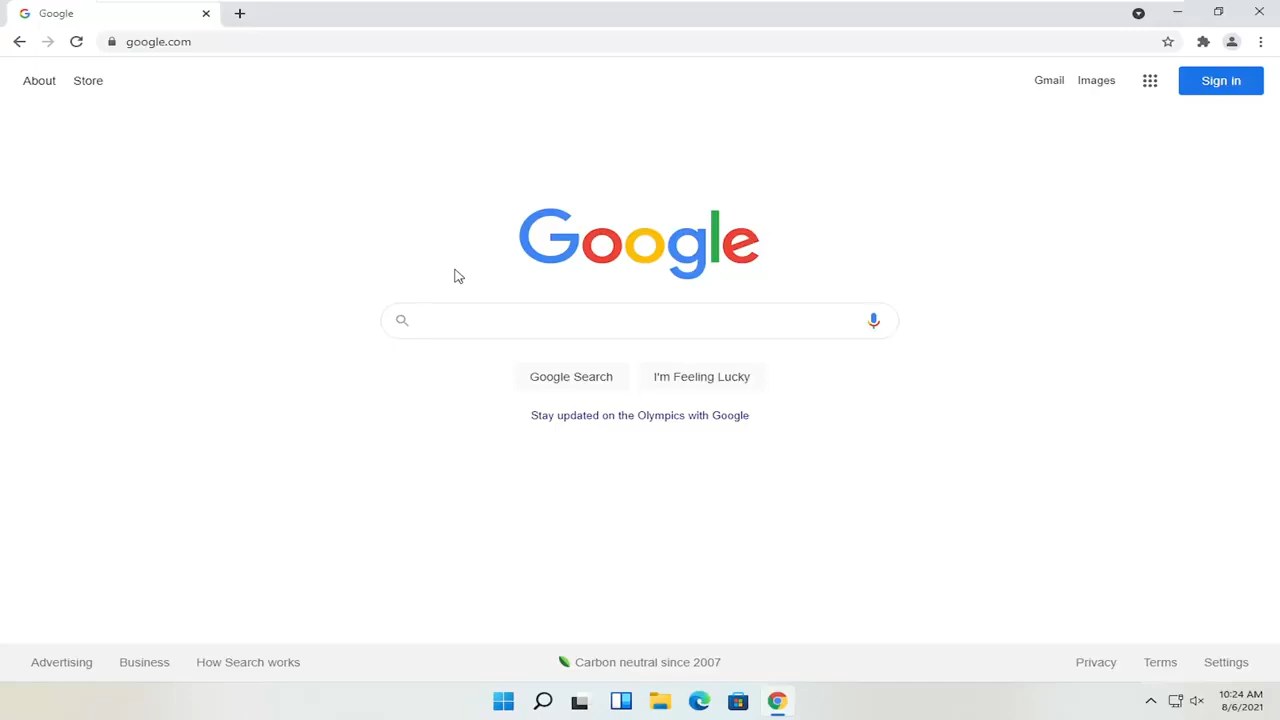 Google
google.com
About Store Gmail Images Sign in
Google
Google Search I'm Feeling Lucky
Stay updated on the Olympics with Google
Advertising Business How Search works Carbon neutral since 2007 Privacy Terms Settings
10:24 AM
8/6/2021